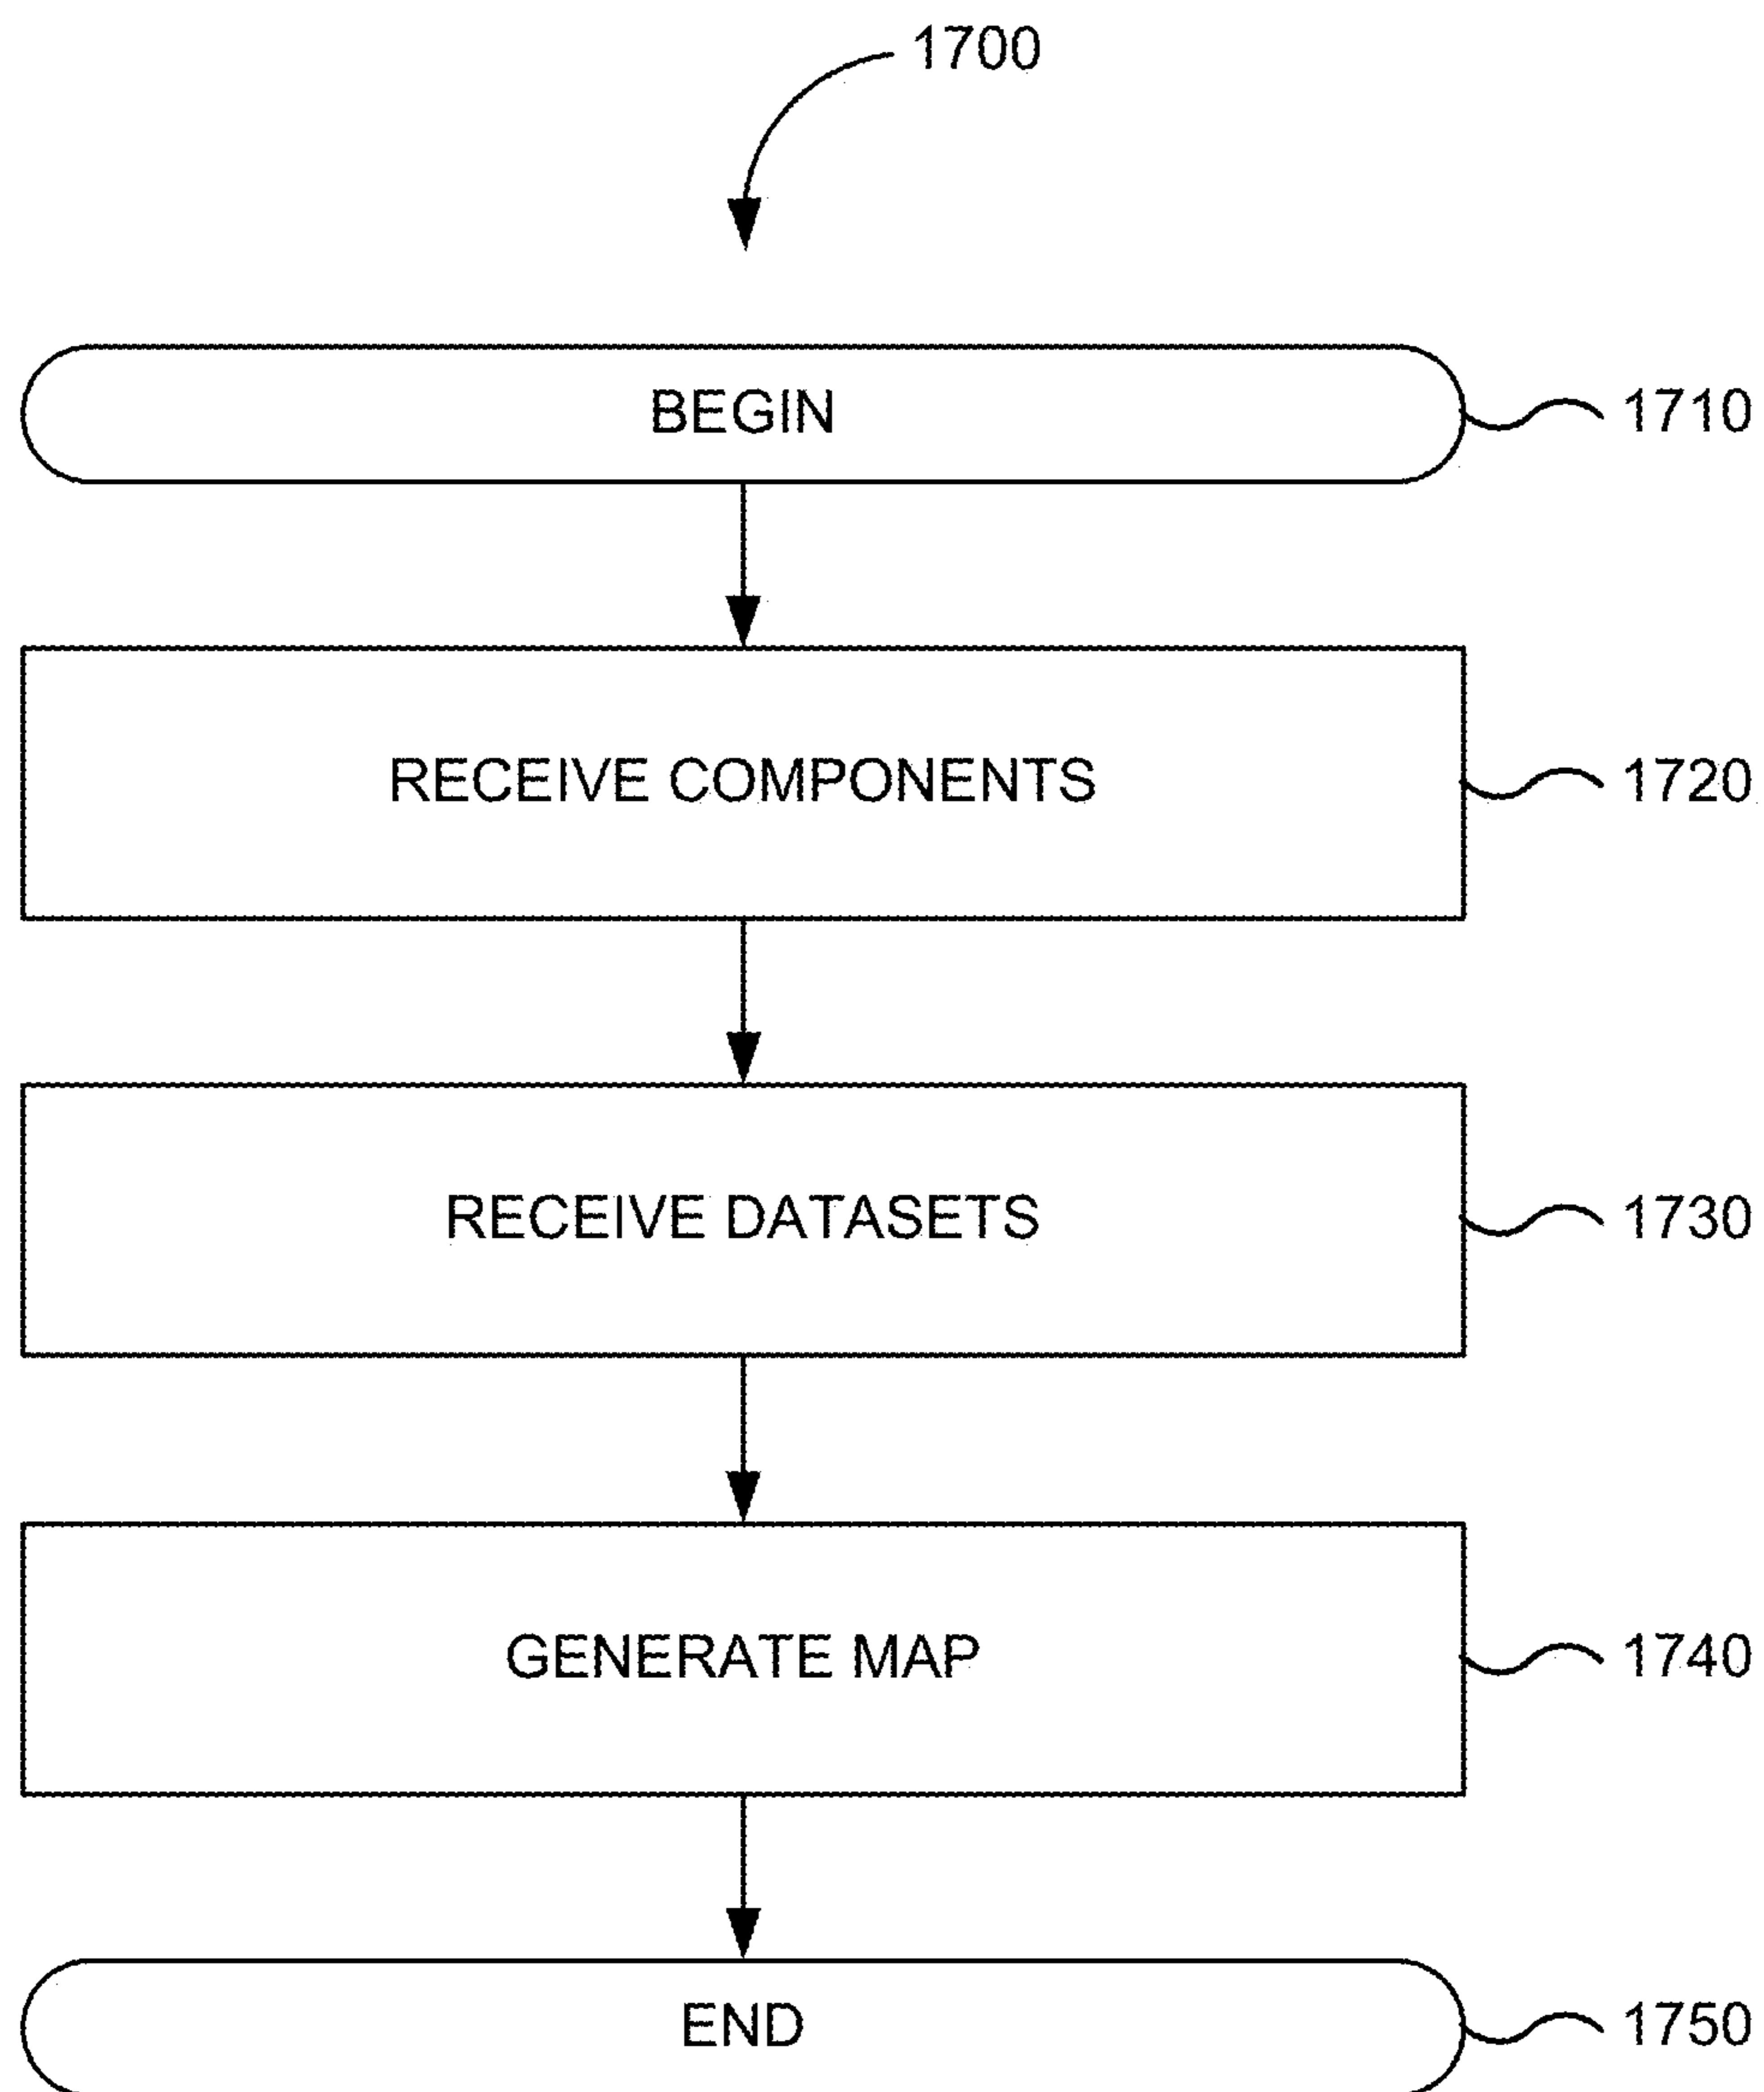 1700
BEGIN
1710
RECEIVE COMPONENTS
1720
RECEIVE DATASETS
1730
GENERATE MAP
1740
END
1750